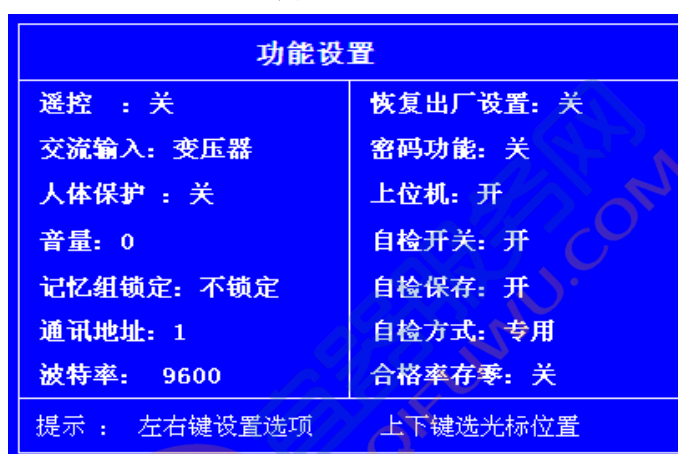 功能设置
遥控 ：关
交流输入：变压器
人体保护 ：关
音量：0
记忆组锁定：不锁定
通讯地址：1
波特率： 9600
恢复出厂设置：关
密码功能：关
上位机：开
自检开关：开
自检保存：开
自检方式：专用
合格率存零：关
提示 ： 左右键设置选项 上下键选光标位置